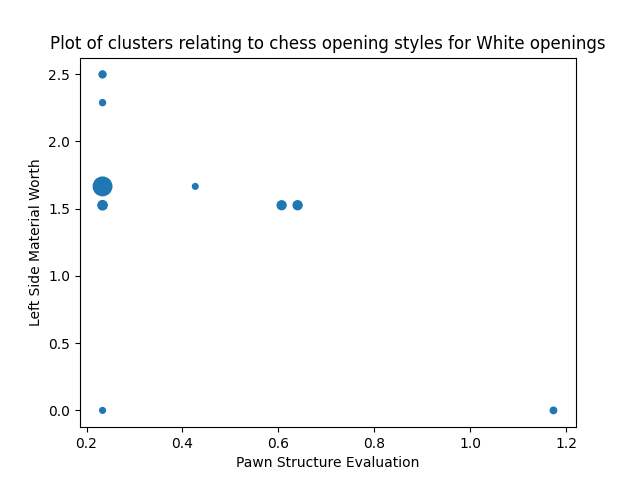 Plot of clusters relating to chess opening styles for White openings
2.5
2.0
1.5
1.0
0.5
0.0
Left Side Material Worth
0.2 0.4 0.6 0.8 1.0 1.2
Pawn Structure Evaluation